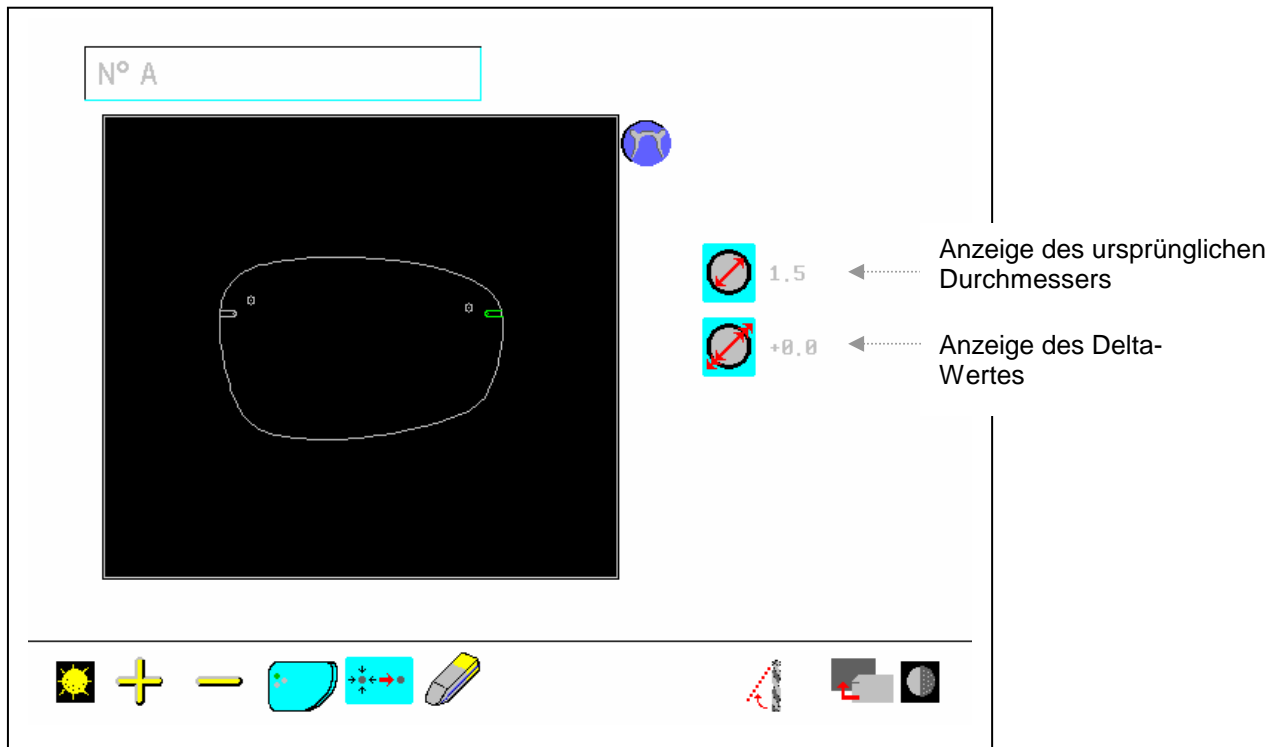 N° A
1.5
Anzeige des ursprünglichen
Durchmessers
+0.0
Anzeige des Delta-
Wertes